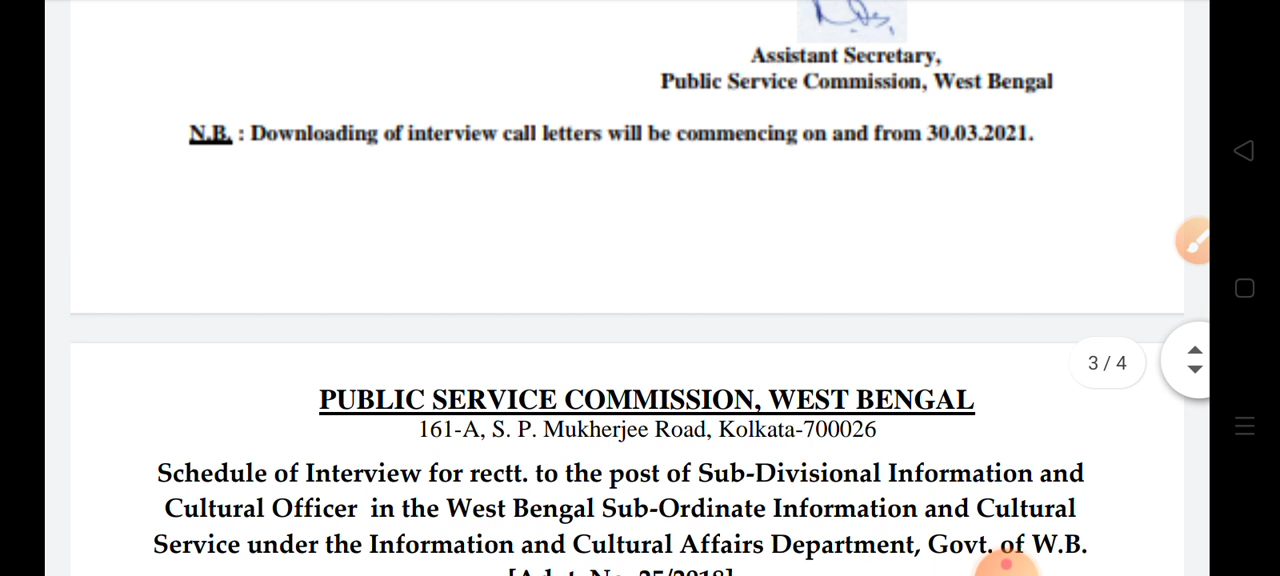 Assistant Secretary,
Public Service Commission, West Bengal
N.B. : Downloading of interview call letters will be commencing on and from 30.03.2021.
3 / 4
PUBLIC SERVICE COMMISSION, WEST BENGAL
161-A, S. P. Mukherjee Road, Kolkata-700026
Schedule of Interview for rectt. to the post of Sub-Divisional Information and
Cultural Officer in the West Bengal Sub-Ordinate Information and Cultural
Service under the Information and Cultural Affairs Department, Govt. of W.B.